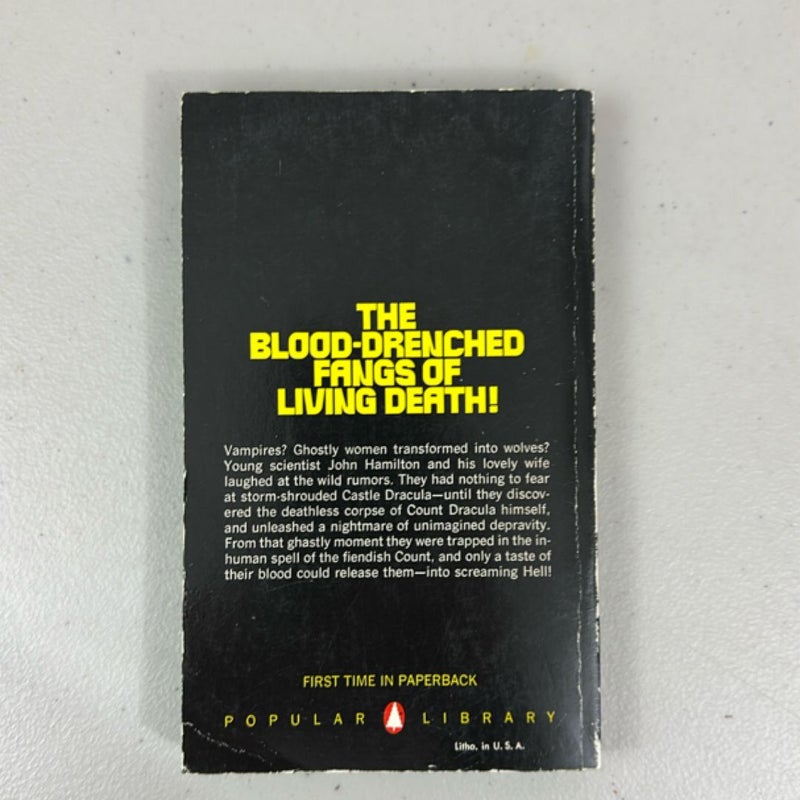 THE
BLOOD-DRENCHED
FANGS OF
LIVING DEATH!
Vampires? Ghostly women transformed into wolves?
Young scientist John Hamilton and his lovely wife
laughed at the wild rumors. They had nothing to fear
at storm-shrouded Castle Dracula—until they discov-
ered the deathless corpse of Count Dracula himself,
and unleashed a nightmare of unimagined depravity.
From that ghastly moment they were trapped in the in-
human spell of the fiendish Count, and only a taste of
their blood could release them—into screaming Hell!
FIRST TIME IN PAPERBACK
POPULAR LIBRARY
Litho. in U. S. A.